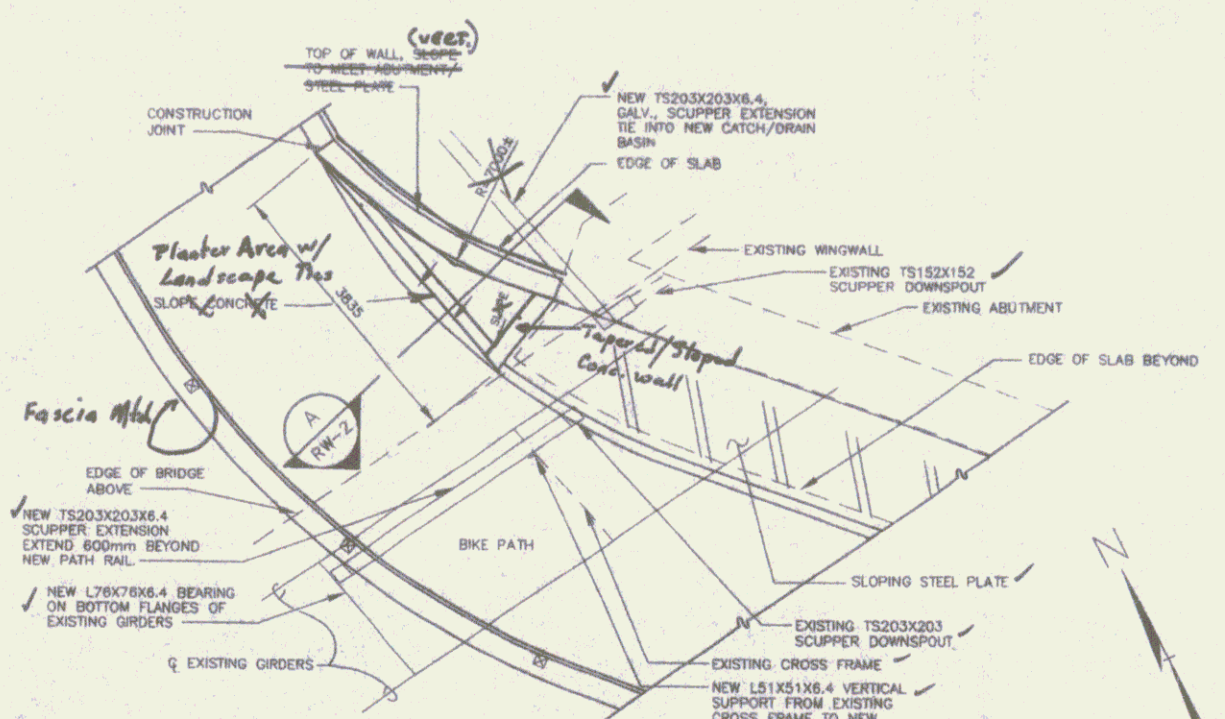 (VERT.)
TOP OF WALL, SLOPE
TO MEET ABUTMENT/
STEEL PLATE
CONSTRUCTION
JOINT
NEW TS203X203X6.4,
GALV., SCUPPER EXTENSION
TIE INTO NEW CATCH/DRAIN
BASIN
R=7000±
EDGE OF SLAB
EXISTING WINGWALL
EXISTING TS152X152
SCUPPER DOWNSPOUT
EXISTING ABUTMENT
Planter Area w/
Landscape Ties
SLOPE CONCRETE
3835
SLOPE
Tapered/Sloped
Conc. wall
EDGE OF SLAB BEYOND
Fascia Mtd
A
RW-2
EDGE OF BRIDGE
ABOVE
NEW TS203X203X6.4
SCUPPER EXTENSION
EXTEND 600mm BEYOND
NEW PATH RAIL.
BIKE PATH
N
SLOPING STEEL PLATE
NEW L76X76X6.4 BEARING
ON BOTTOM FLANGES OF
EXISTING GIRDERS
EXISTING TS203X203
SCUPPER DOWNSPOUT
℄ EXISTING GIRDERS
EXISTING CROSS FRAME
NEW L51X51X6.4 VERTICAL
SUPPORT FROM EXISTING
CROSS FRAME TO NEW